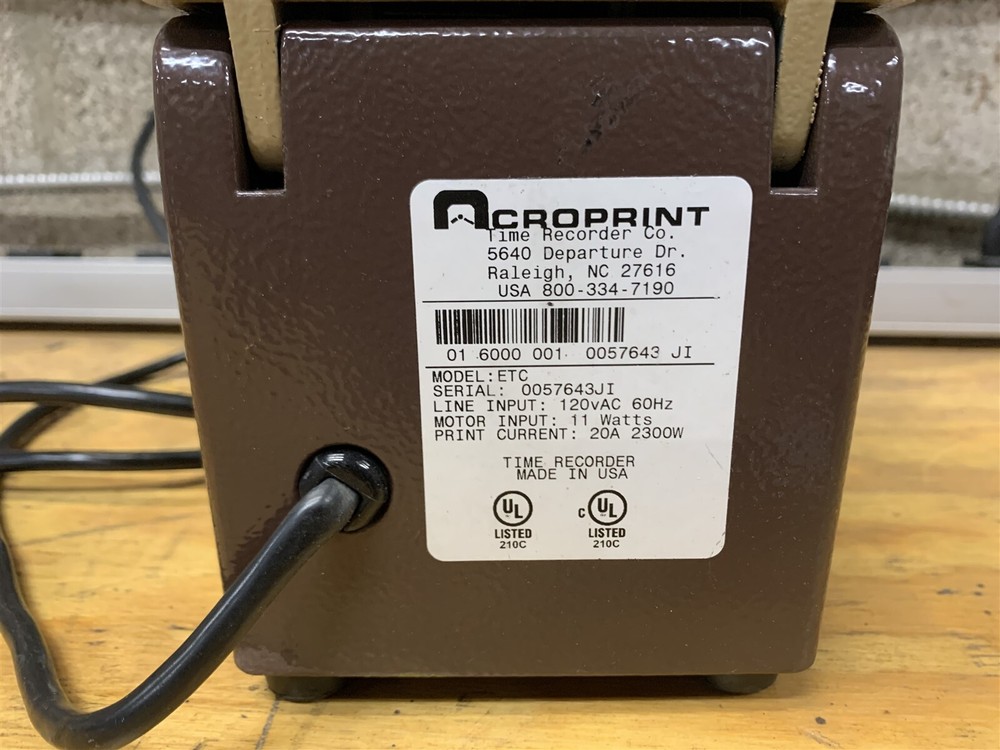 ACROPRINT
Time Recorder Co.
5640 Departure Dr.
Raleigh, NC 27616
USA 800-334-7190
01 6000 001 0057643 JI
MODEL:ETC
SERIAL: 0057643JI
LINE INPUT: 120vAC 60Hz
MOTOR INPUT: 11 Watts
PRINT CURRENT: 20A 2300W
TIME RECORDER
MADE IN USA
UL c UL
LISTED LISTED
210C 210C